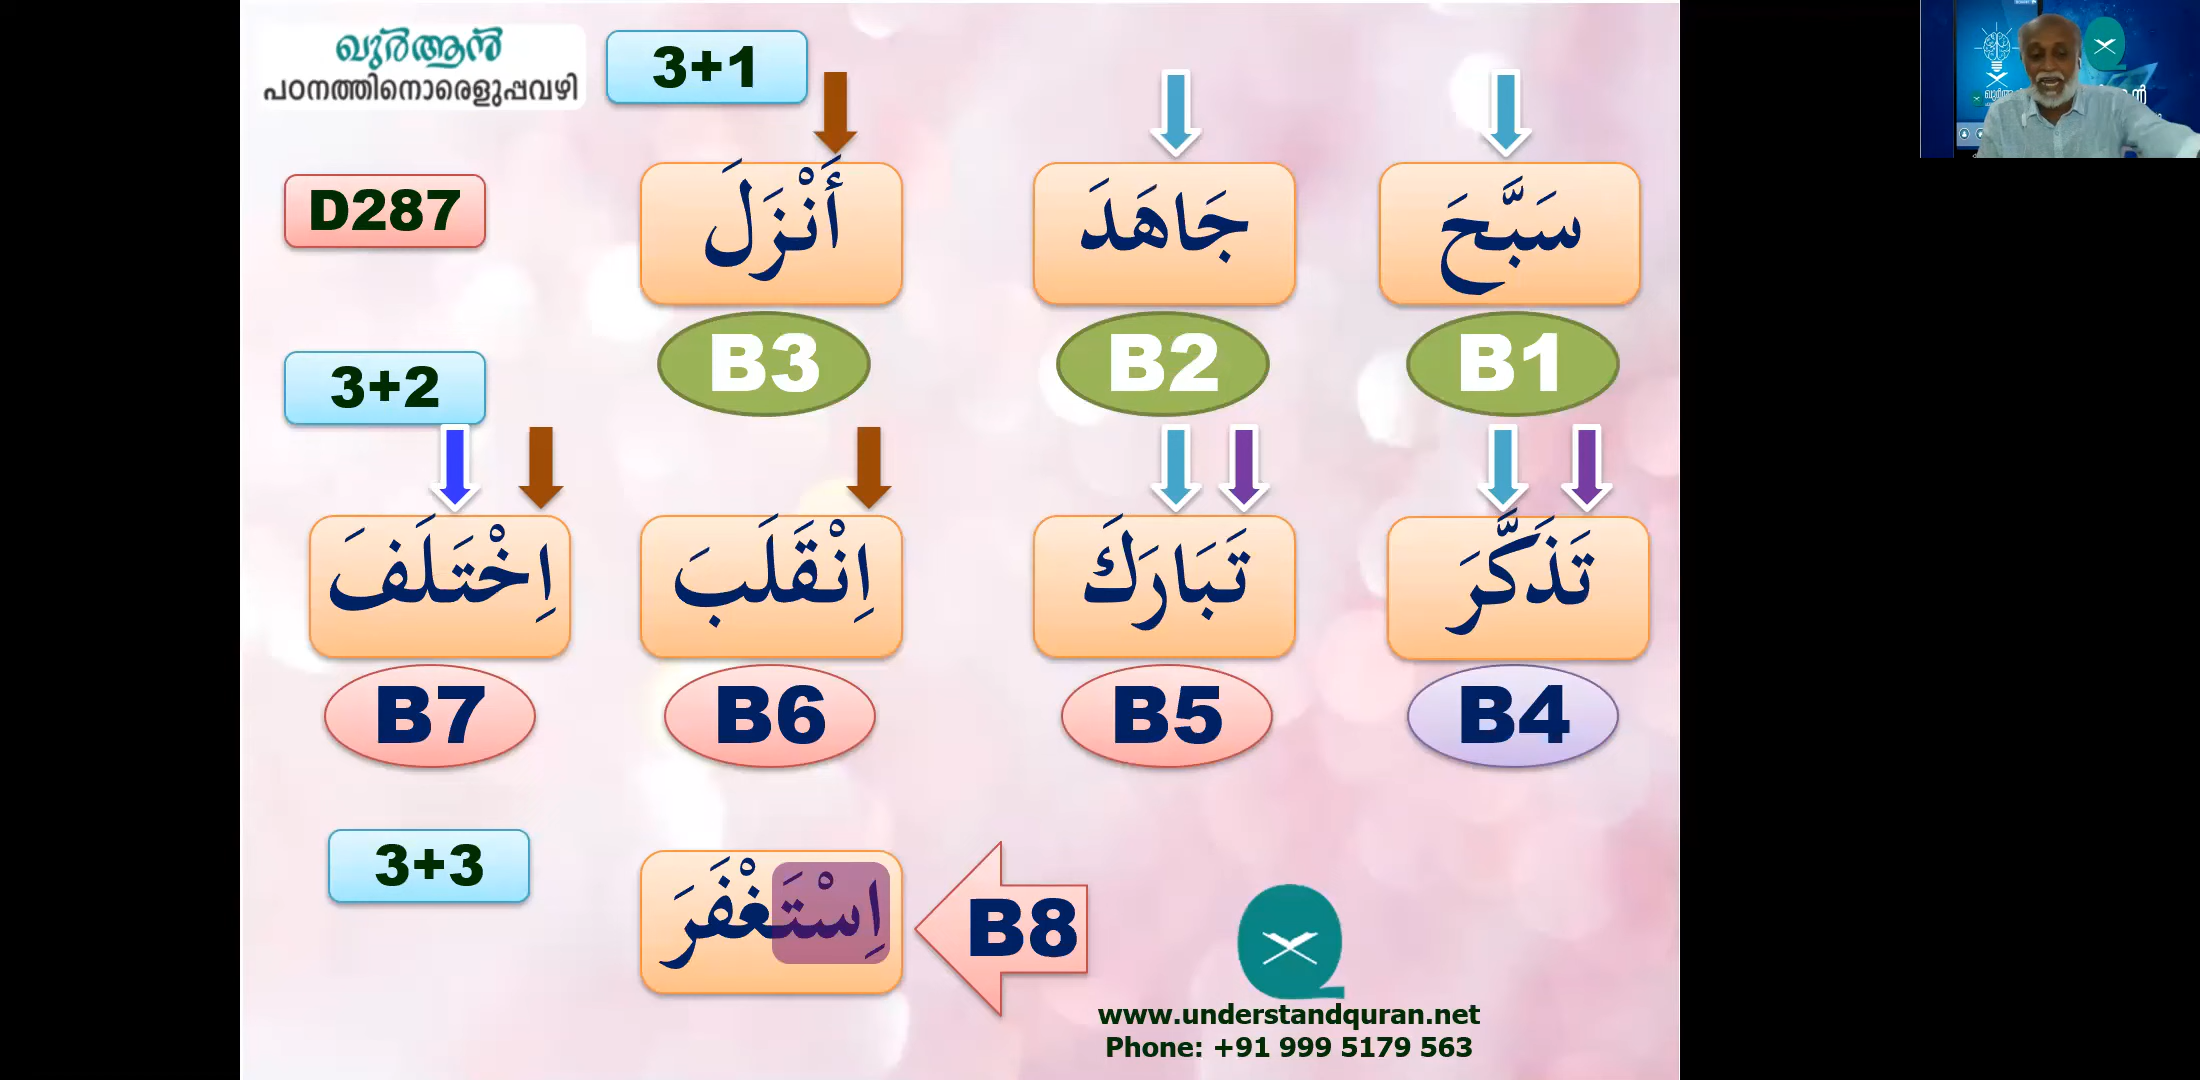 ഖുർആൻ
പഠനത്തിനൊരെളുപ്പവഴി
3+1
D287
سَبَّحَ
جَاهَدَ
أَنْزَلَ
B1
B2
B3
3+2
تَذَكَّرَ
تَبَارَكَ
اِنْقَلَبَ
اِخْتَلَفَ
B4
B5
B6
B7
3+3
B8
اِسْتَغْفَرَ
www.understandquran.net
Phone: +91 999 5179 563